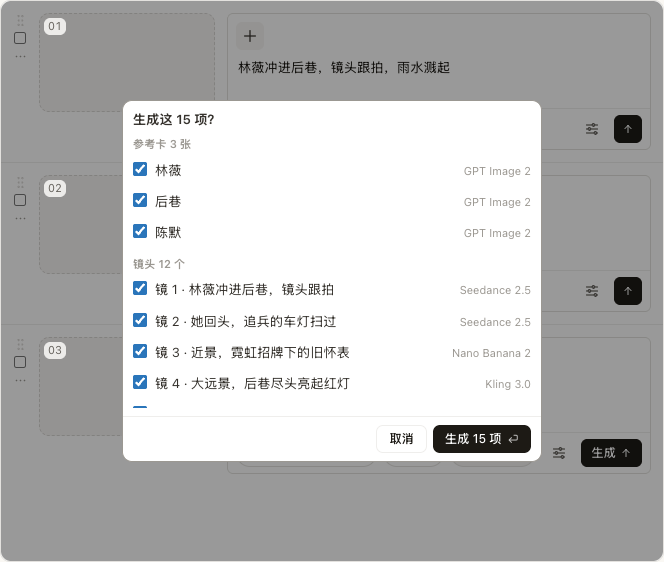 01
林薇冲进后巷，镜头跟拍，雨水溅起
生成这 15 项?
参考卡 3 张
林薇 GPT Image 2
后巷 GPT Image 2
陈默 GPT Image 2
镜头 12 个
镜 1 · 林薇冲进后巷，镜头跟拍 Seedance 2.5
镜 2 · 她回头，追兵的车灯扫过 Seedance 2.5
镜 3 · 近景，霓虹招牌下的旧怀表 Nano Banana 2
镜 4 · 大远景，后巷尽头亮起红灯 Kling 3.0
取消
生成 15 项
02
03
生成